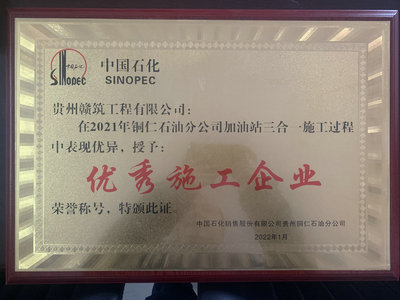 中国石化
SINOPEC
SINOPEC
贵州赣筑工程有限公司：
在2021年铜仁石油分公司加油站三合一施工过程
中表现优异，授予：
优秀施工企业
荣誉称号，特颁此证。
中国石化销售股份有限公司贵州铜仁石油分公司
2022年1月